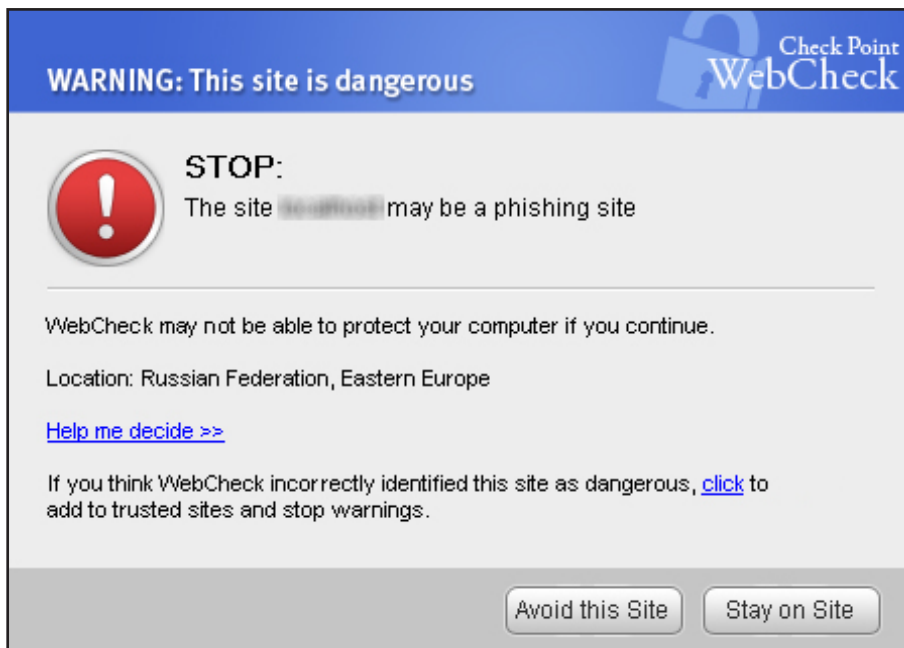 Check Point
WARNING: This site is dangerous WebCheck
STOP:
The site may be a phishing site
WebCheck may not be able to protect your computer if you continue.
Location: Russian Federation, Eastern Europe
Help me decide >>
If you think WebCheck incorrectly identified this site as dangerous, click to
add to trusted sites and stop warnings.
Avoid this Site Stay on Site